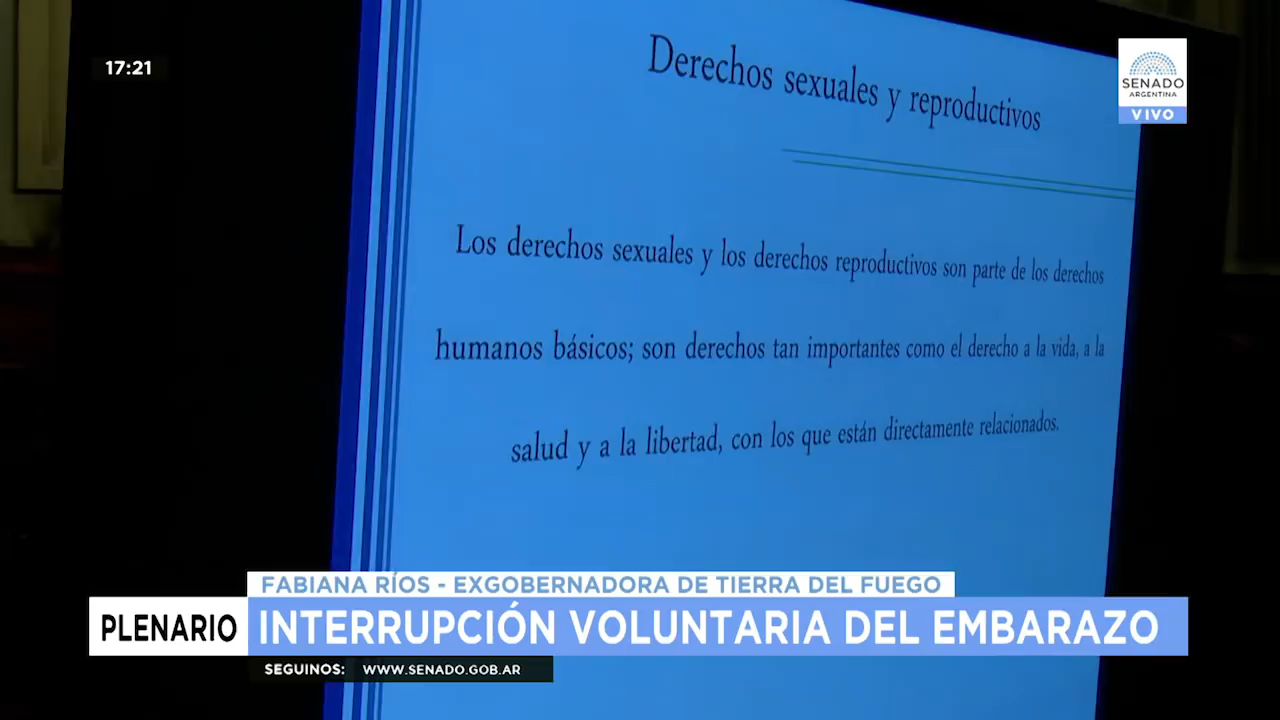 17:21
SENADO
ARGENTINA
VIVO
Derechos sexuales y reproductivos
Los derechos sexuales y los derechos reproductivos son parte de los derechos
humanos básicos; son derechos tan importantes como el derecho a la vida, a la
salud y a la libertad, con los que están directamente relacionados.
FABIANA RÍOS - EXGOBERNADORA DE TIERRA DEL FUEGO
PLENARIO
INTERRUPCIÓN VOLUNTARIA DEL EMBARAZO
SEGUINOS: WWW.SENADO.GOB.AR